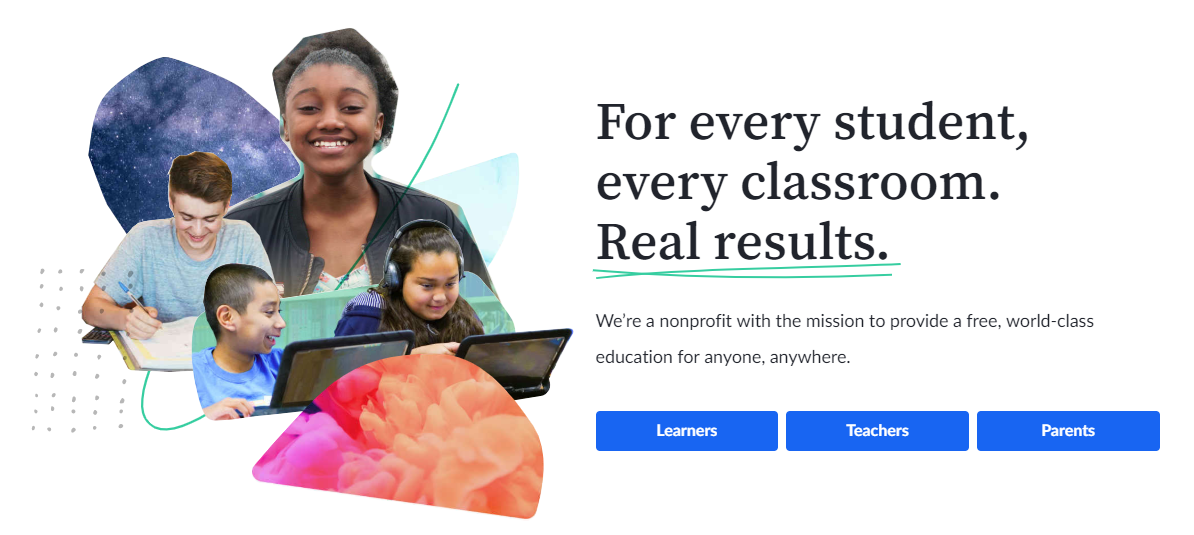 For every student,
every classroom.
Real results.
We’re a nonprofit with the mission to provide a free, world-class
education for anyone, anywhere.
Learners
Teachers
Parents